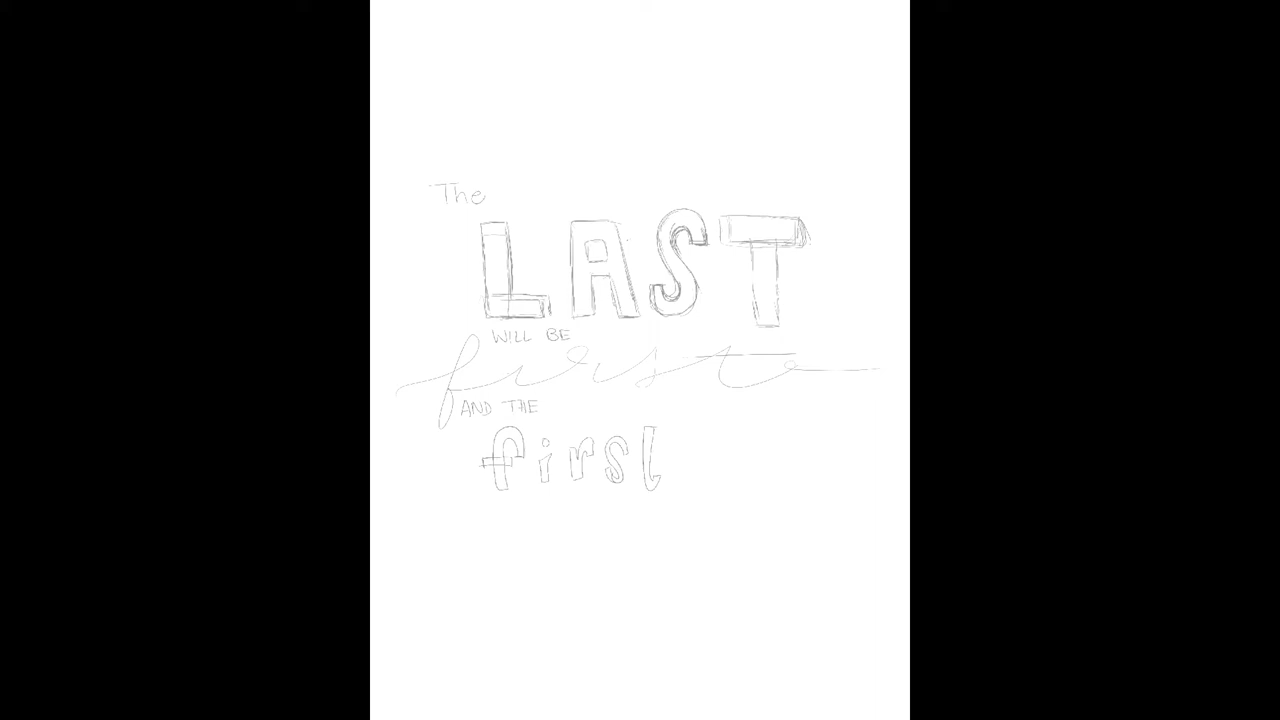 The
LAST
WILL BE
first
AND THE
first